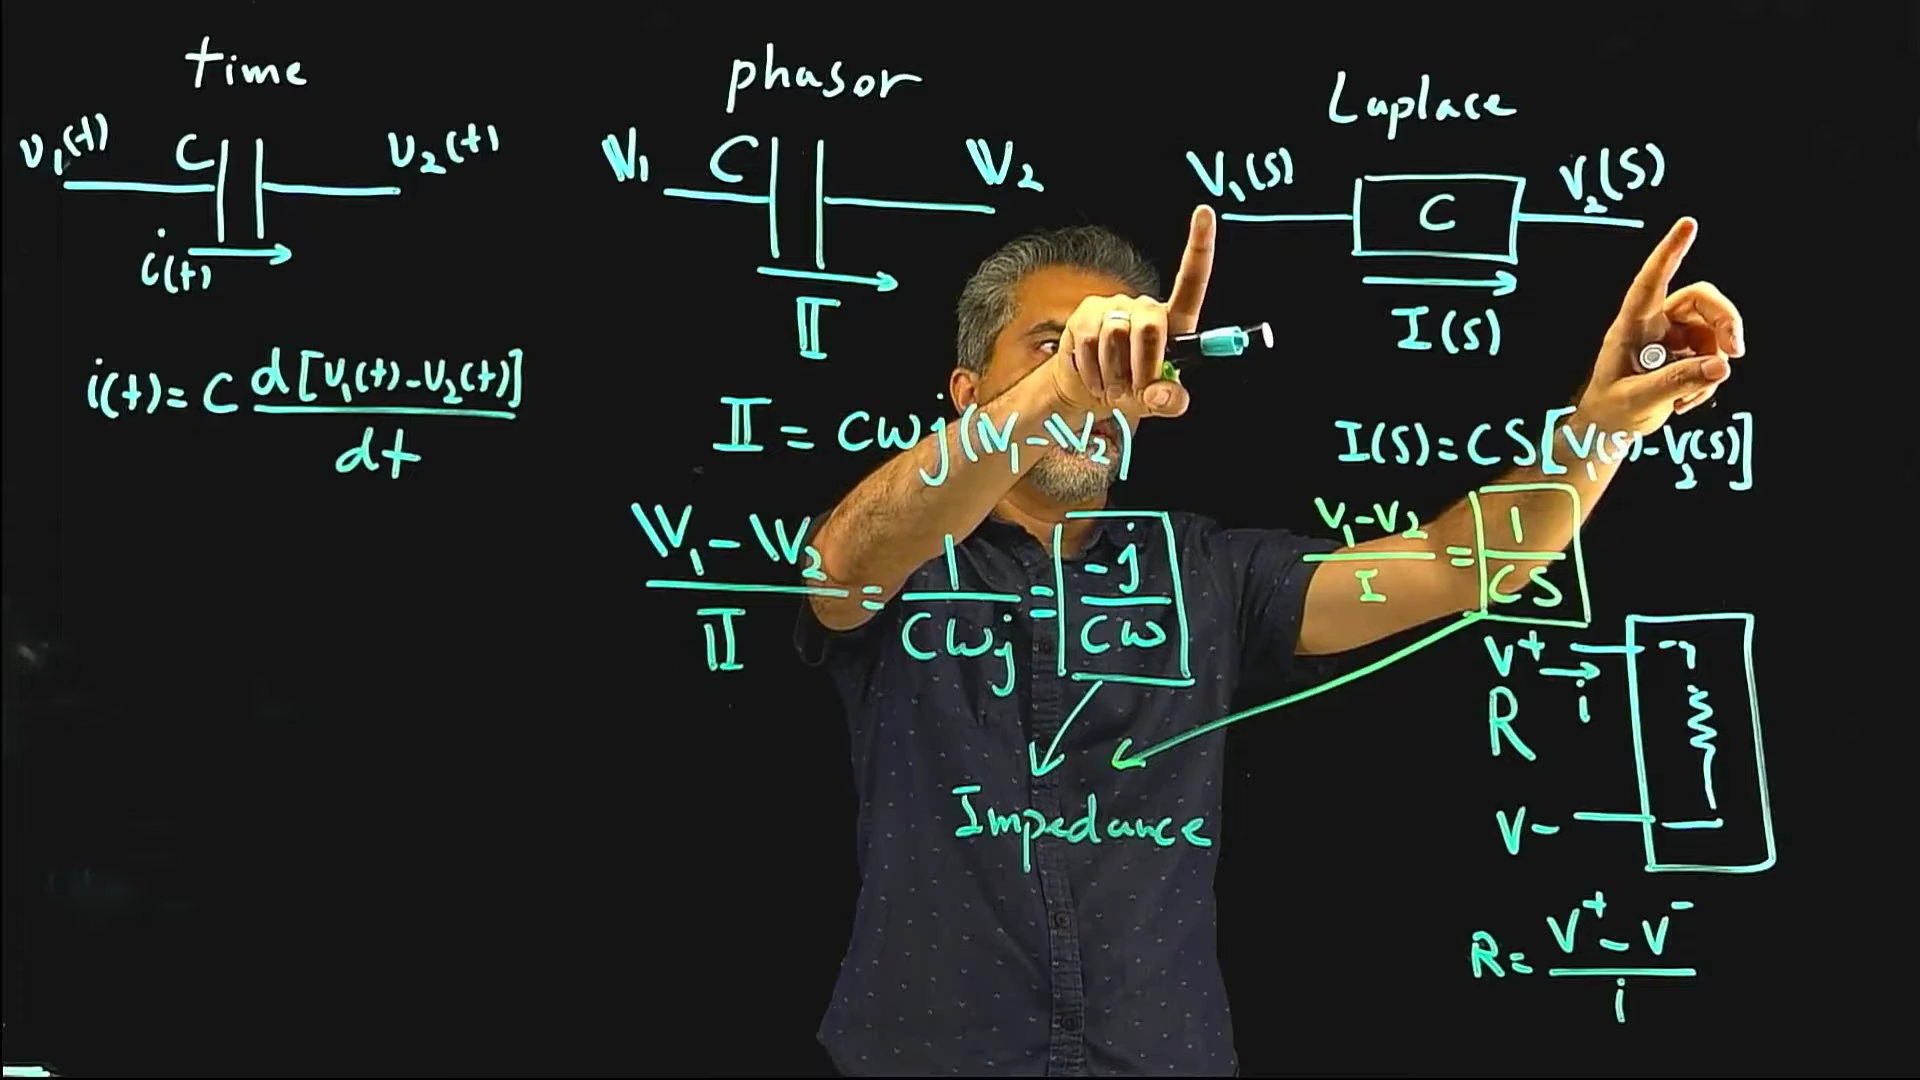 time
v₁(t) C v₂(t)
i(t)
i(t) = C d[v₁(t) - v₂(t)] / dt
phasor
V₁ C V₂
I
I = Cωj(V₁ - V₂)
V₁ - V₂ / I = 1 / Cωj = -j / Cω
Impedance
Laplace
V₁(S) C V₂(S)
I(S)
I(S) = CS[V₁(S) - V₂(S)]
V₁ - V₂ / I = 1 / CS
V+
i
R
V-
R = V⁺ - V⁻ / i